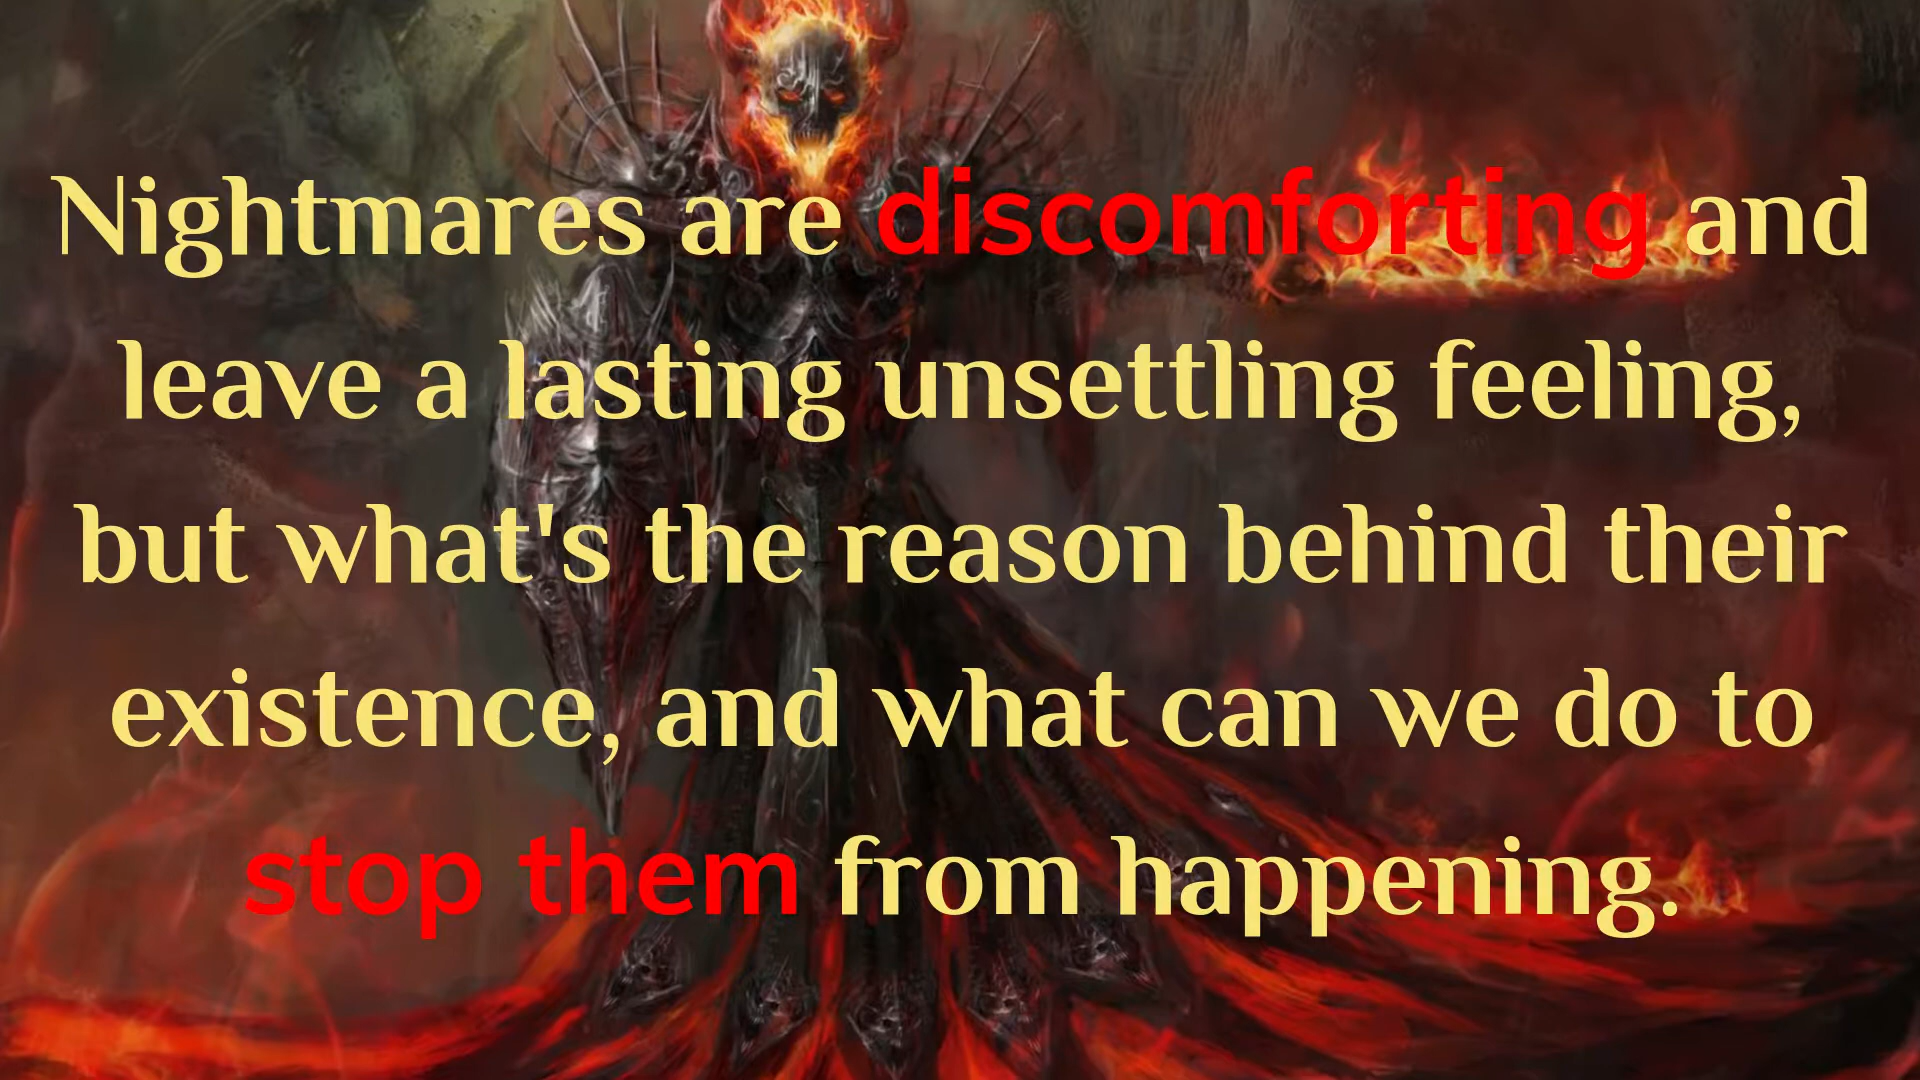 Nightmares are discomforting and
leave a lasting unsettling feeling,
but what's the reason behind their
existence, and what can we do to
stop them from happening.